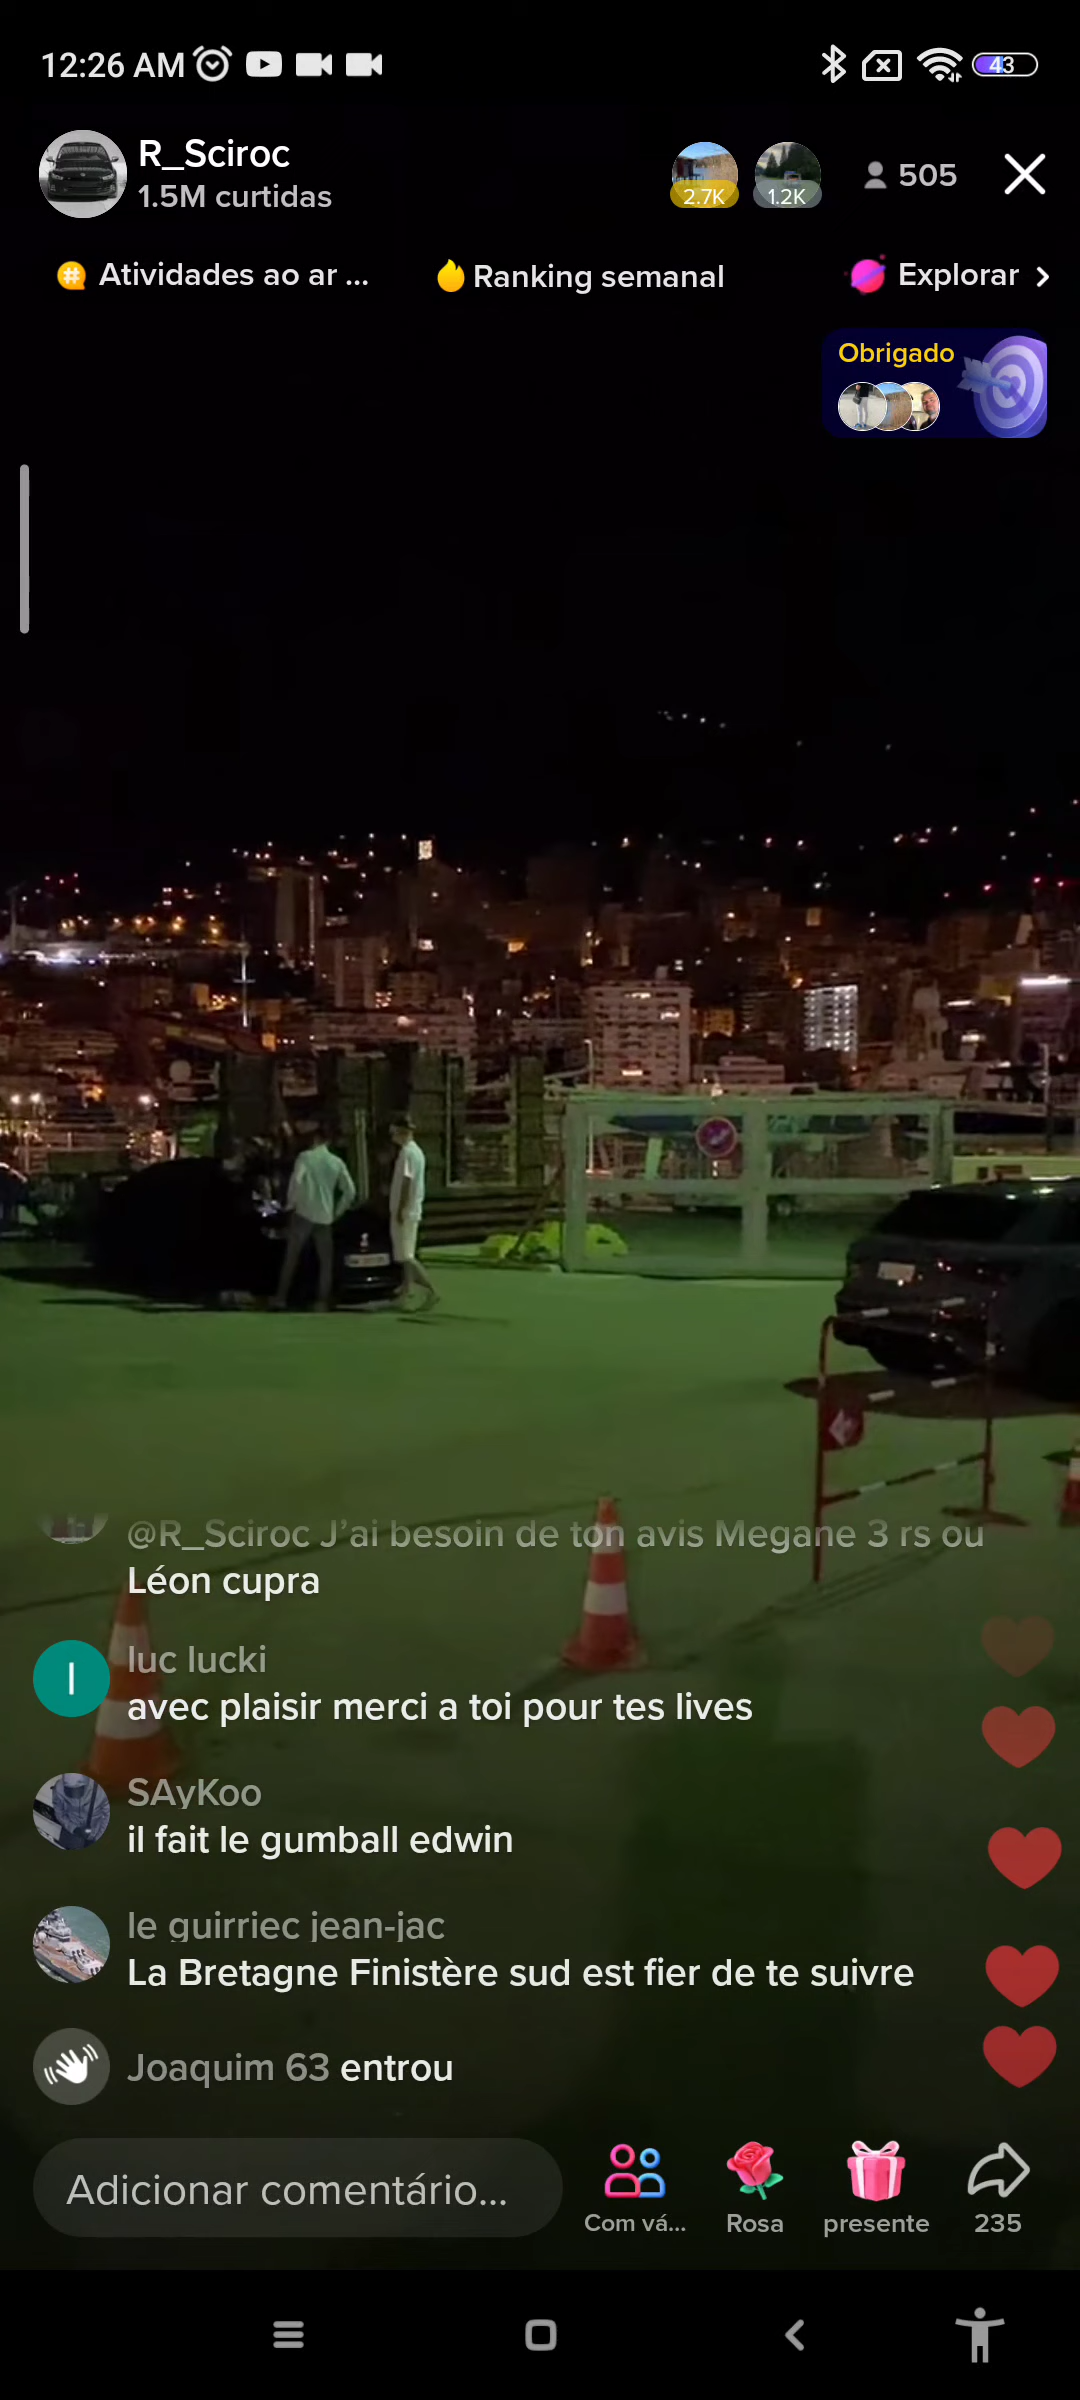 12:26 AM
43
R_Sciroc
1.5M curtidas
2.7K
1.2K
505
Atividades ao ar ...
Ranking semanal
Explorar
Obrigado
@R_Sciroc J'ai besoin de ton avis Megane 3 rs ou
Léon cupra
l
luc lucki
avec plaisir merci a toi pour tes lives
SAyKoo
il fait le gumball edwin
le guirriec jean-jac
La Bretagne Finistère sud est fier de te suivre
Joaquim 63 entrou
Adicionar comentário...
Com vá...
Rosa
presente
235